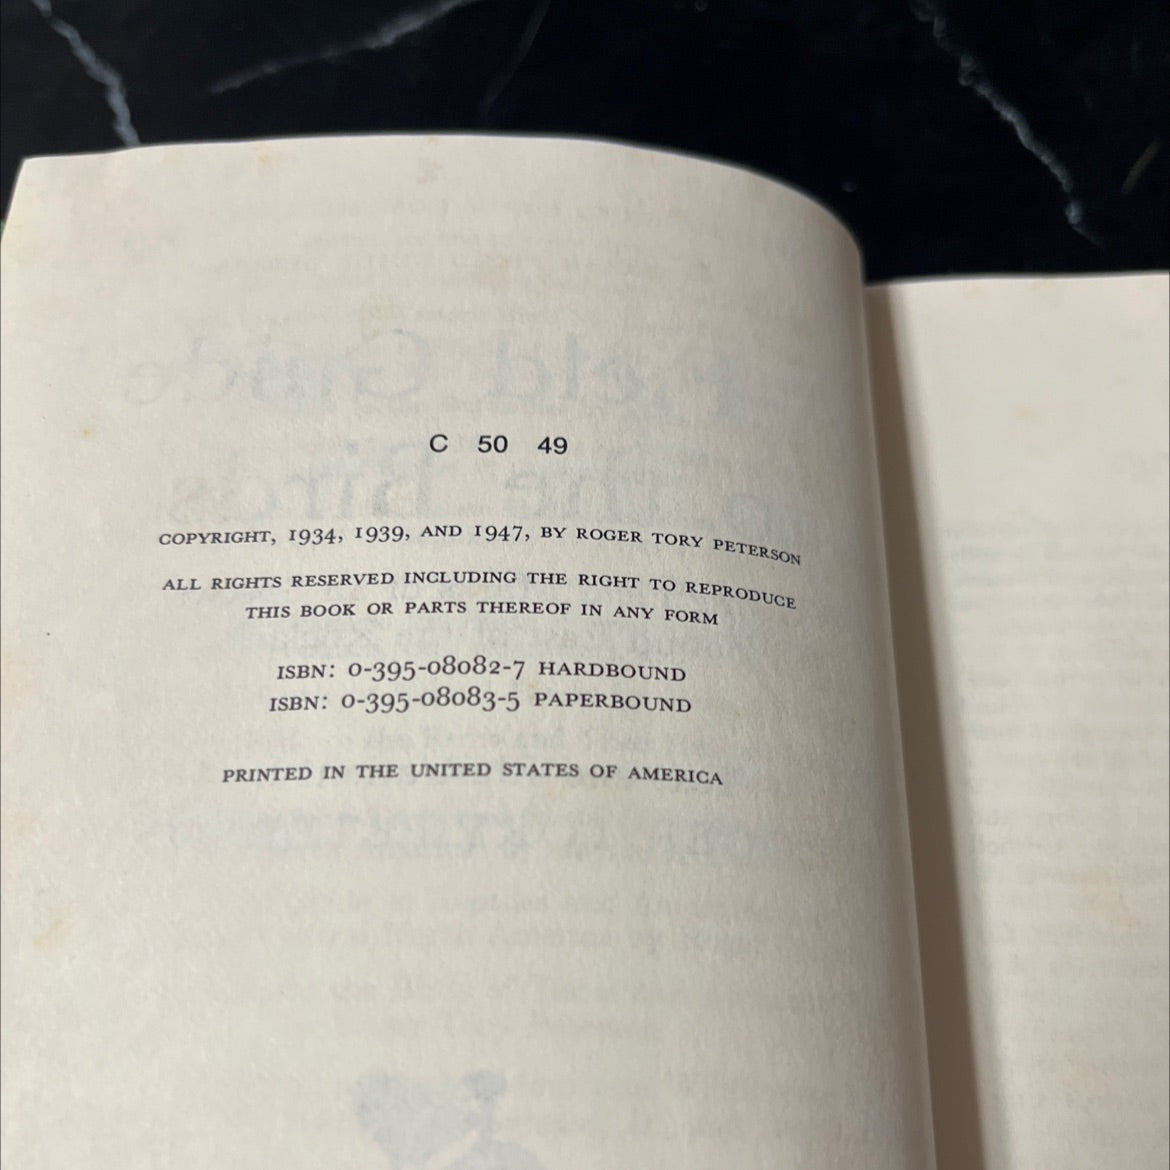 C 50 49
COPYRIGHT, 1934, 1939, AND 1947, BY ROGER TORY PETERSON
ALL RIGHTS RESERVED INCLUDING THE RIGHT TO REPRODUCE
THIS BOOK OR PARTS THEREOF IN ANY FORM
ISBN: 0-395-08082-7 HARDBOUND
ISBN: 0-395-08083-5 PAPERBOUND
PRINTED IN THE UNITED STATES OF AMERICA